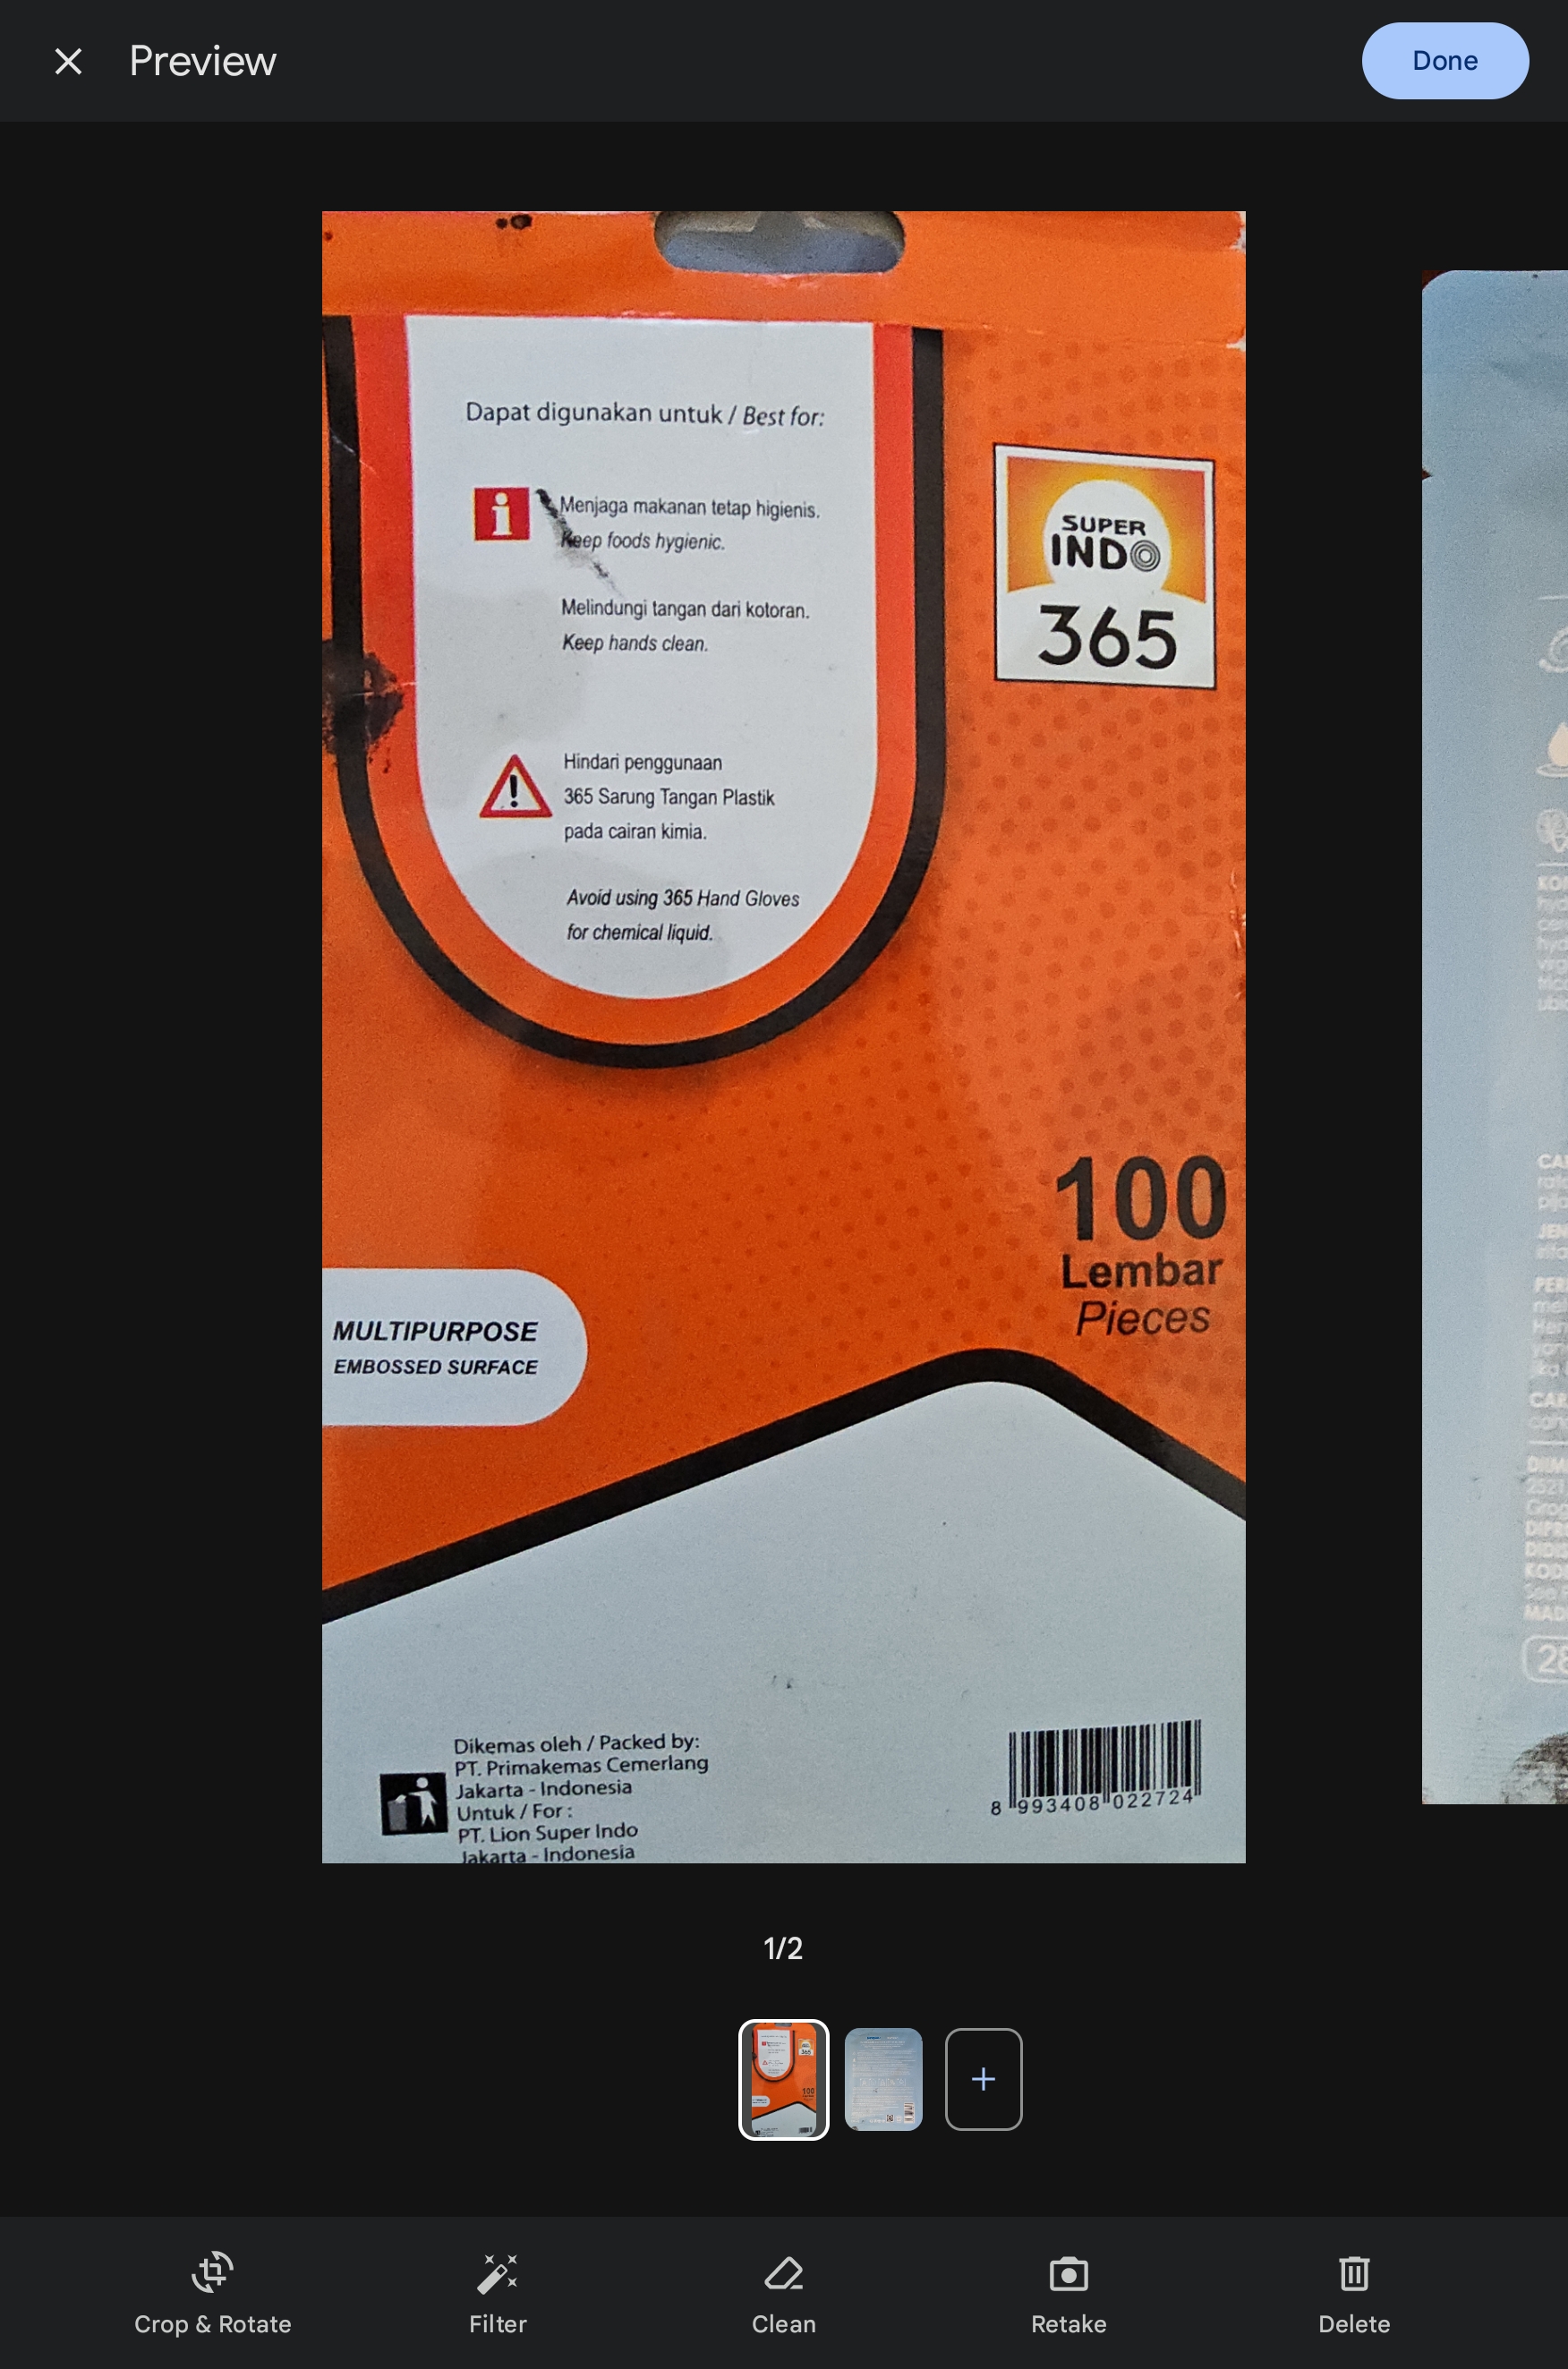 Preview
Done
Dapat digunakan untuk / Best for:
Menjaga makanan tetap higienis.
Keep foods hygienic.
Melindungi tangan dari kotoran.
Keep hands clean.
Hindari penggunaan
365 Sarung Tangan Plastik
pada cairan kimia.
Avoid using 365 Hand Gloves
for chemical liquid.
SUPER
INDO
365
100
Lembar
Pieces
MULTIPURPOSE
EMBOSSED SURFACE
Dikemas oleh / Packed by:
PT. Primakemas Cemerlang
Jakarta - Indonesia
Untuk / For :
PT. Lion Super Indo
Jakarta - Indonesia
8 993408 022724
1/2
Crop & Rotate
Filter
Clean
Retake
Delete